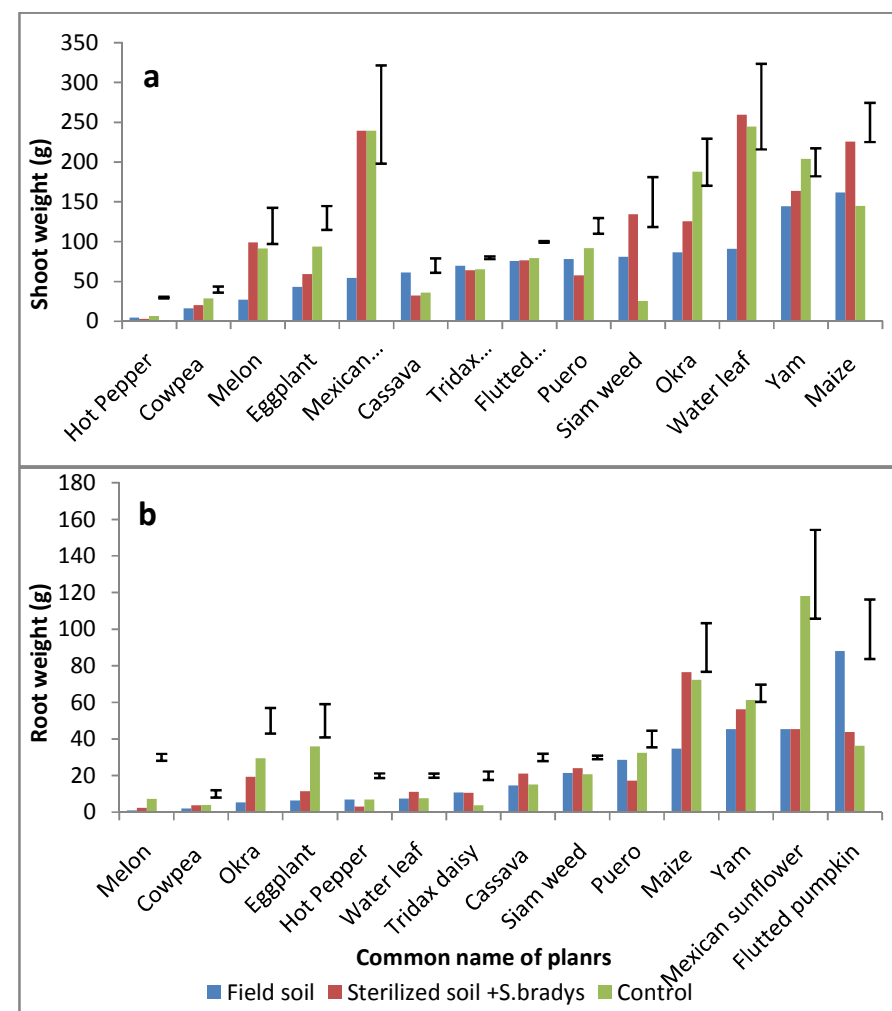 a
Shoot weight (g)
350
300
250
200
150
100
50
0
Hot Pepper
Cowpea
Melon
Eggplant
Mexican...
Cassava
Tridax...
Flutted...
Puero
Siam weed
Okra
Water leaf
Yam
Maize
b
Root weight (g)
180
160
140
120
100
80
60
40
20
0
Melon
Cowpea
Okra
Eggplant
Hot Pepper
Water leaf
Tridax daisy
Cassava
Siam weed
Puero
Maize
Yam
Mexican sunflower
Flutted pumpkin
Common name of planrs
Field soil
Sterilized soil +S.bradys
Control